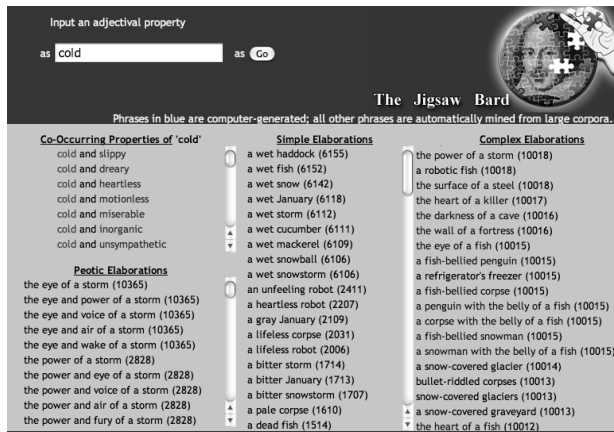 Input an adjectival property
as cold as Go
The Jigsaw Bard
Phrases in blue are computer-generated; all other phrases are automatically mined from large corpora.
Co-Occurring Properties of 'cold'
cold and slippy
cold and dreary
cold and heartless
cold and motionless
cold and miserable
cold and inorganic
cold and unsympathetic
Peotic Elaborations
the eye of a storm (10365)
the eye and power of a storm (10365)
the eye and voice of a storm (10365)
the eye and air of a storm (10365)
the eye and wake of a storm (10365)
the power of a storm (2828)
the power and eye of a storm (2828)
the power and voice of a storm (2828)
the power and air of a storm (2828)
the power and fury of a storm (2828)
Simple Elaborations
a wet haddock (6155)
a wet fish (6152)
a wet snow (6142)
a wet January (6118)
a wet storm (6112)
a wet cucumber (6111)
a wet mackerel (6109)
a wet snowball (6106)
a wet snowstorm (6106)
an unfeeling robot (2411)
a heartless robot (2207)
a gray January (2109)
a lifeless corpse (2031)
a lifeless robot (2006)
a bitter storm (1714)
a bitter January (1713)
a bitter snowstorm (1707)
a pale corpse (1610)
a dead fish (1514)
Complex Elaborations
the power of a storm (10018)
a robotic fish (10018)
the surface of a steel (10018)
the heart of a killer (10017)
the darkness of a cave (10016)
the wall of a fortress (10016)
the eye of a fish (10015)
a fish-bellied penguin (10015)
a refrigerator's freezer (10015)
a fish-bellied corpse (10015)
a penguin with the belly of a fish (10015)
a corpse with the belly of a fish (10015)
a fish-bellied snowman (10015)
a snowman with the belly of a fish (10015)
a snow-covered glacier (10014)
bullet-riddled corpses (10013)
snow-covered glaciers (10013)
a snow-covered graveyard (10013)
the heart of a fish (10012)